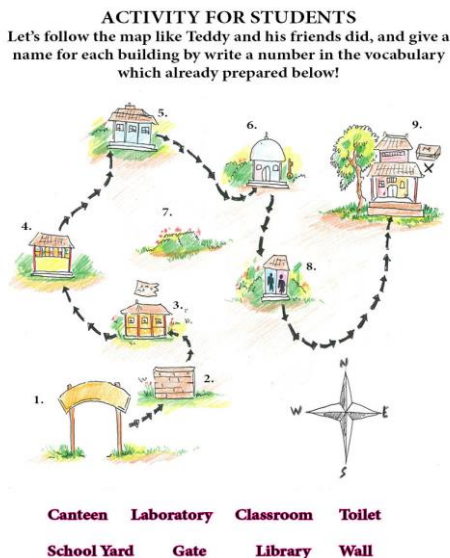 ACTIVITY FOR STUDENTS
Let's follow the map like Teddy and his friends did, and give a
name for each building by write a number in the vocabulary
which already prepared below!
5.
6.
9.
X
7.
4.
8.
3.
2.
1.
N
W E
S
Canteen Laboratory Classroom Toilet
School Yard Gate Library Wall